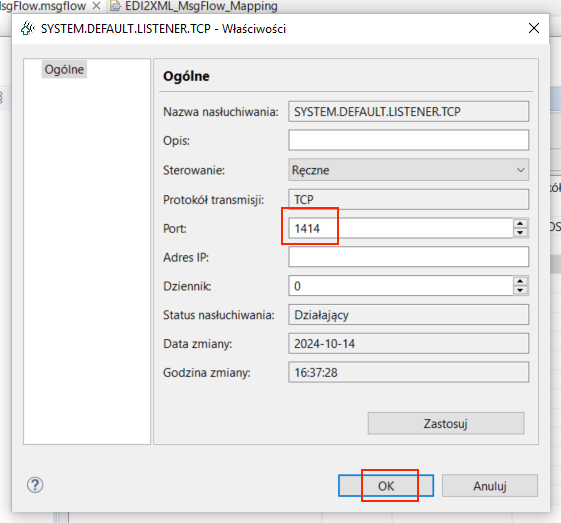 msgFlow.msgflow EDI2XML_MsgFlow_Mapping
SYSTEM.DEFAULT.LISTENER.TCP - Właściwości
Ogólne
Ogólne
Nazwa nasłuchiwania: SYSTEM.DEFAULT.LISTENER.TCP
Opis:
Sterowanie: Ręczne
Protokół transmisji: TCP
Port: 1414
Adres IP:
Dziennik: 0
Status nasłuchiwania: Działający
Data zmiany: 2024-10-14
Godzina zmiany: 16:37:28
Zastosuj
? OK Anuluj